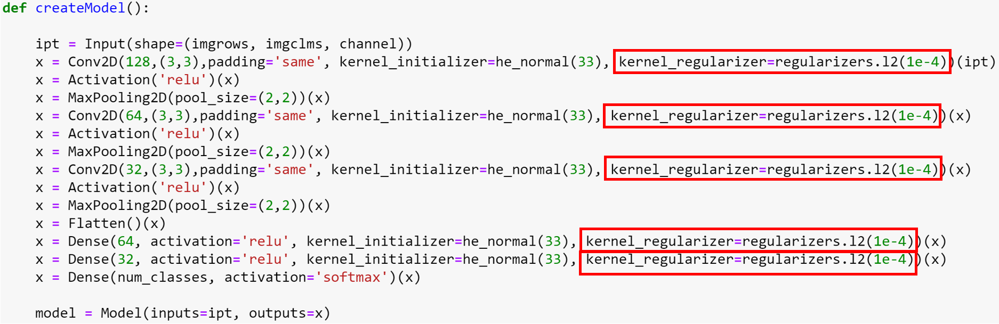 def createModel():
    ipt = Input(shape=(imgrows, imgclms, channel))
    x = Conv2D(128,(3,3),padding='same', kernel_initializer=he_normal(33), kernel_regularizer=regularizers.l2(1e-4))(ipt)
    x = Activation('relu')(x)
    x = MaxPooling2D(pool_size=(2,2))(x)
    x = Conv2D(64,(3,3),padding='same', kernel_initializer=he_normal(33), kernel_regularizer=regularizers.l2(1e-4))(x)
    x = Activation('relu')(x)
    x = MaxPooling2D(pool_size=(2,2))(x)
    x = Conv2D(32,(3,3),padding='same', kernel_initializer=he_normal(33), kernel_regularizer=regularizers.l2(1e-4))(x)
    x = Activation('relu')(x)
    x = MaxPooling2D(pool_size=(2,2))(x)
    x = Flatten()(x)
    x = Dense(64, activation='relu', kernel_initializer=he_normal(33), kernel_regularizer=regularizers.l2(1e-4))(x)
    x = Dense(32, activation='relu', kernel_initializer=he_normal(33), kernel_regularizer=regularizers.l2(1e-4))(x)
    x = Dense(num_classes, activation='softmax')(x)
    model = Model(inputs=ipt, outputs=x)